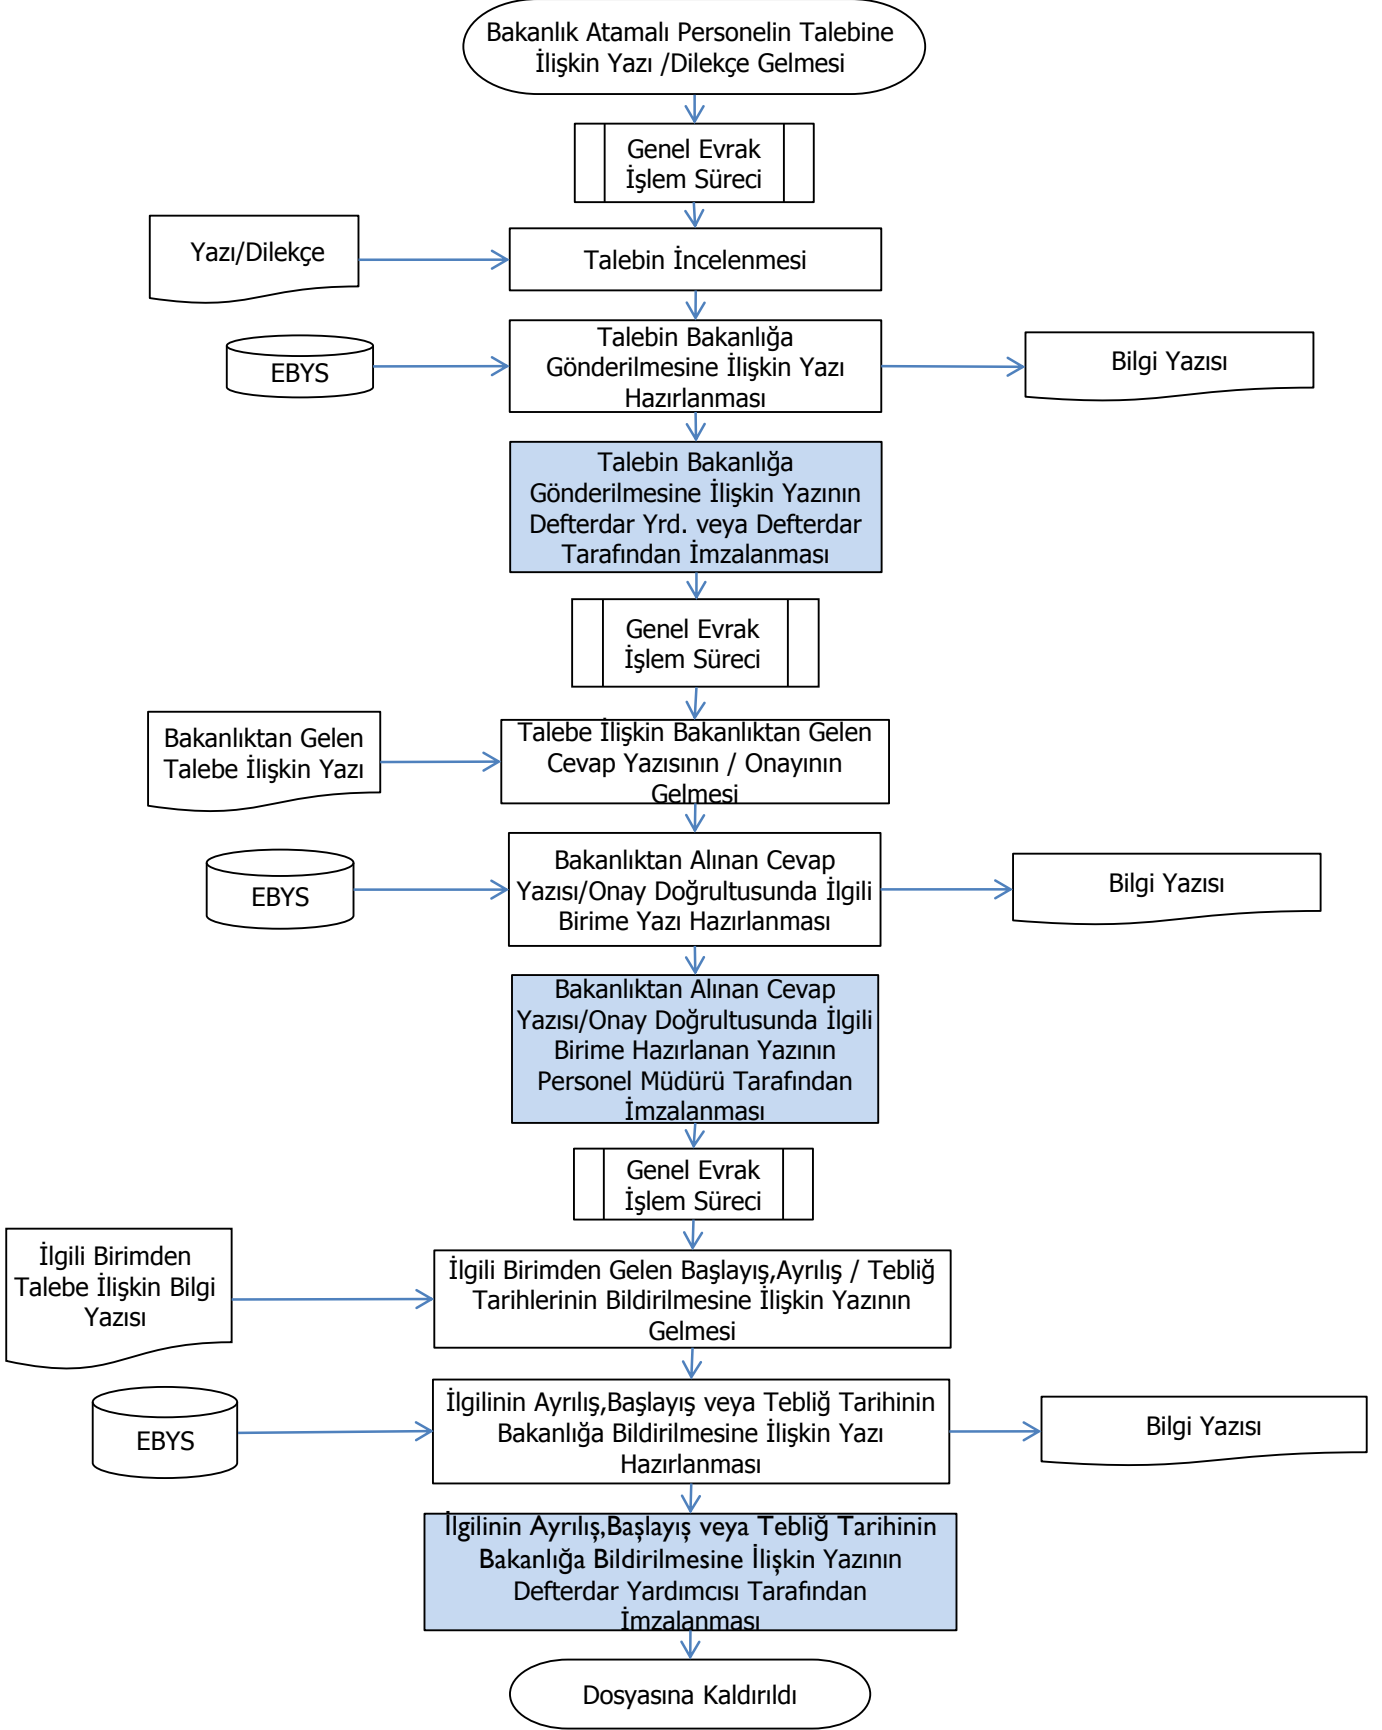 Bakanlık Atamalı Personelin Talebine
İlişkin Yazı /Dilekçe Gelmesi
Genel Evrak
İşlem Süreci
Yazı/Dilekçe
Talebin İncelenmesi
EBYS
Talebin Bakanlığa
Gönderilmesine İlişkin Yazı
Hazırlanması
Bilgi Yazısı
Talebin Bakanlığa
Gönderilmesine İlişkin Yazının
Defterdar Yrd. veya Defterdar
Tarafından İmzalanması
Genel Evrak
İşlem Süreci
Bakanlıktan Gelen
Talebe İlişkin Yazı
Talebe İlişkin Bakanlıktan Gelen
Cevap Yazısının / Onayının
Gelmesi
EBYS
Bakanlıktan Alınan Cevap
Yazısı/Onay Doğrultusunda İlgili
Birime Yazı Hazırlanması
Bilgi Yazısı
Bakanlıktan Alınan Cevap
Yazısı/Onay Doğrultusunda İlgili
Birime Hazırlanan Yazının
Personel Müdürü Tarafından
İmzalanması
Genel Evrak
İşlem Süreci
İlgili Birimden
Talebe İlişkin Bilgi
Yazısı
İlgili Birimden Gelen Başlayış,Ayrılış / Tebliğ
Tarihlerinin Bildirilmesine İlişkin Yazının
Gelmesi
EBYS
İlgilinin Ayrılış,Başlayış veya Tebliğ Tarihinin
Bakanlığa Bildirilmesine İlişkin Yazı
Hazırlanması
Bilgi Yazısı
İlgilinin Ayrılış,Başlayış veya Tebliğ Tarihinin
Bakanlığa Bildirilmesine İlişkin Yazının
Defterdar Yardımcısı Tarafından
İmzalanması
Dosyasına Kaldırıldı